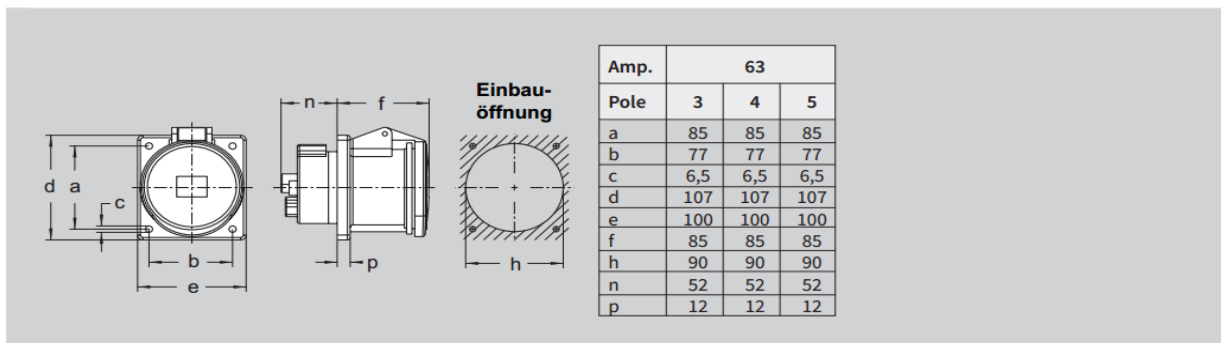 n
f
d
a
c
b
e
p
Einbau-
öffnung
h
Amp. 63
Pole 3 4 5
a 85 85 85
b 77 77 77
c 6,5 6,5 6,5
d 107 107 107
e 100 100 100
f 85 85 85
h 90 90 90
n 52 52 52
p 12 12 12